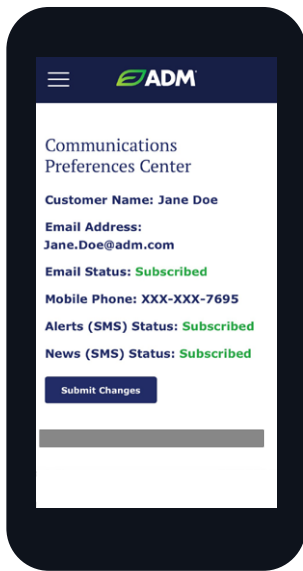 ADM
Communications
Preferences Center
Customer Name: Jane Doe
Email Address:
Jane.Doe@adm.com
Email Status: Subscribed
Mobile Phone: XXX-XXX-7695
Alerts (SMS) Status: Subscribed
News (SMS) Status: Subscribed
Submit Changes